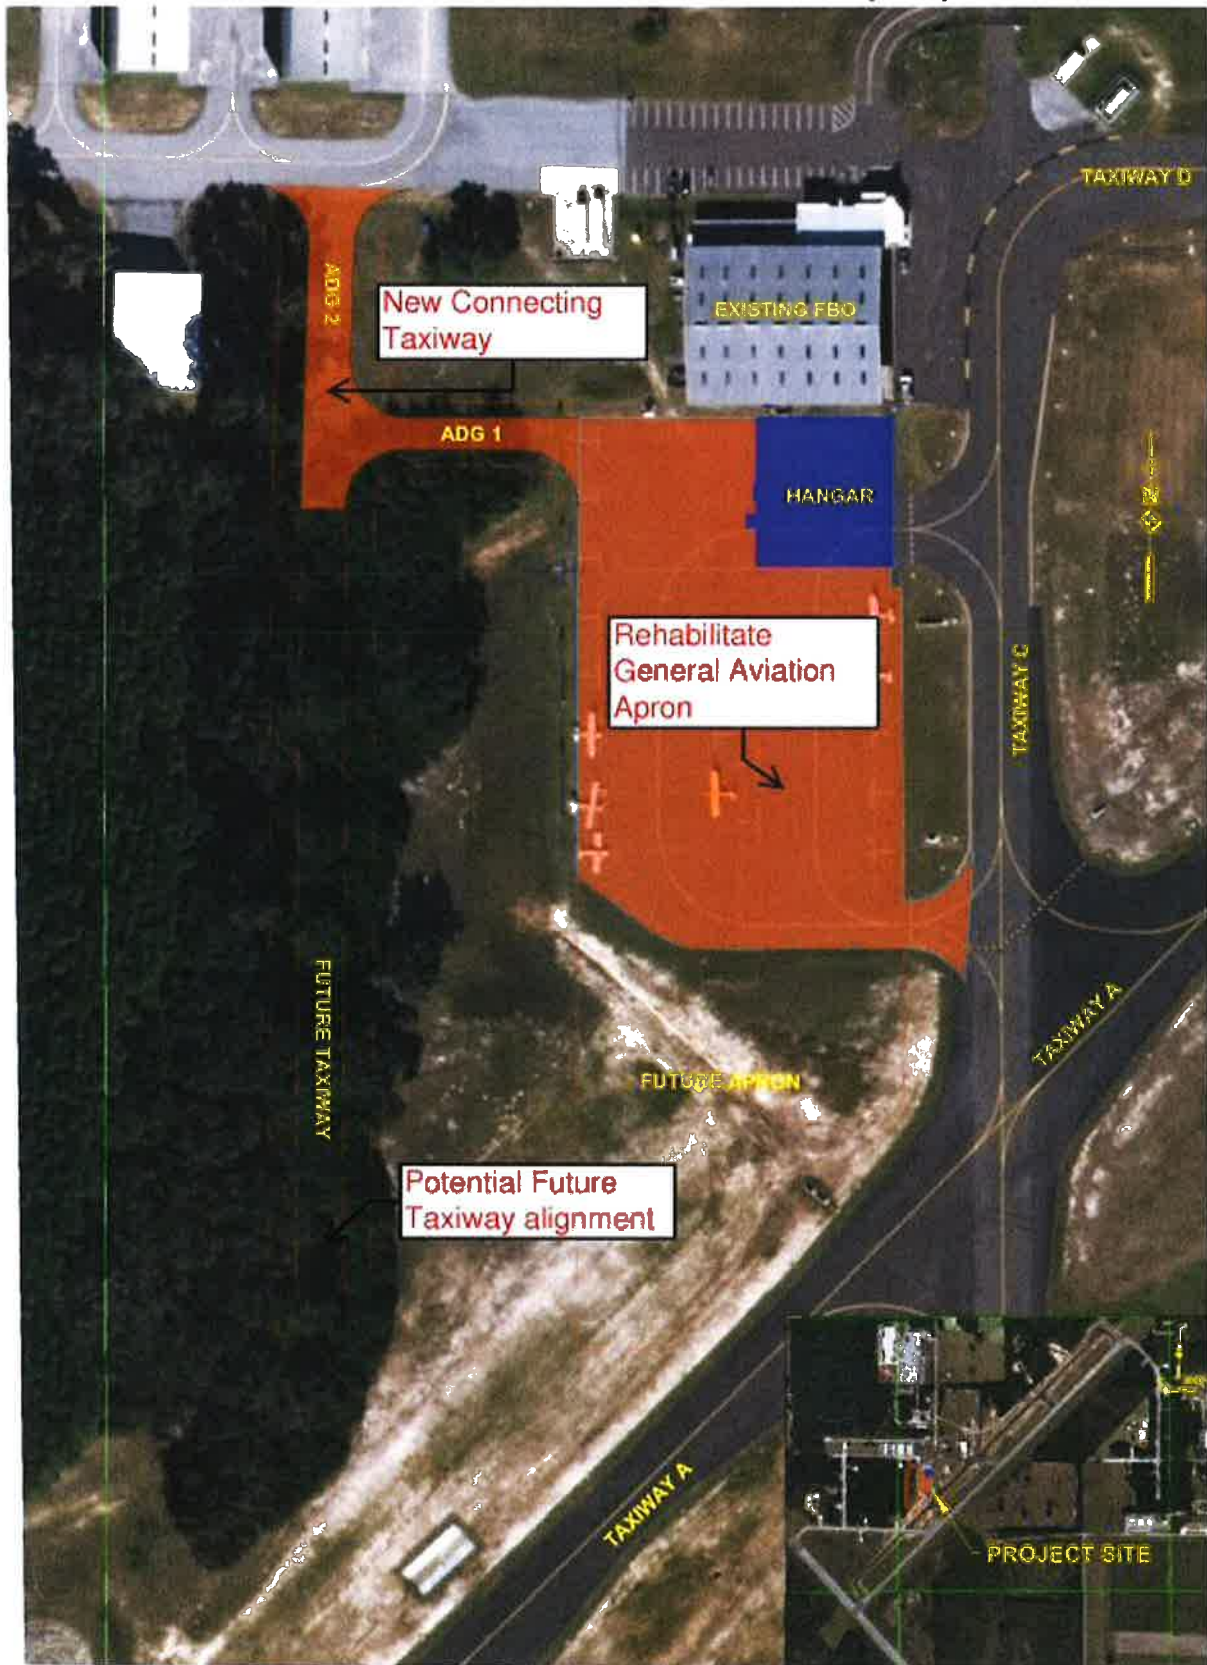 TAXIWAY D
ADG 2
New Connecting
Taxiway
EXISTING FBO
ADG 1
HANGAR
N
Rehabilitate
General Aviation
Apron
TAXIWAY C
FUTURE TAXIWAY
TAXIWAY A
FUTURE APRON
Potential Future
Taxiway alignment
TAXIWAY A
PROJECT SITE